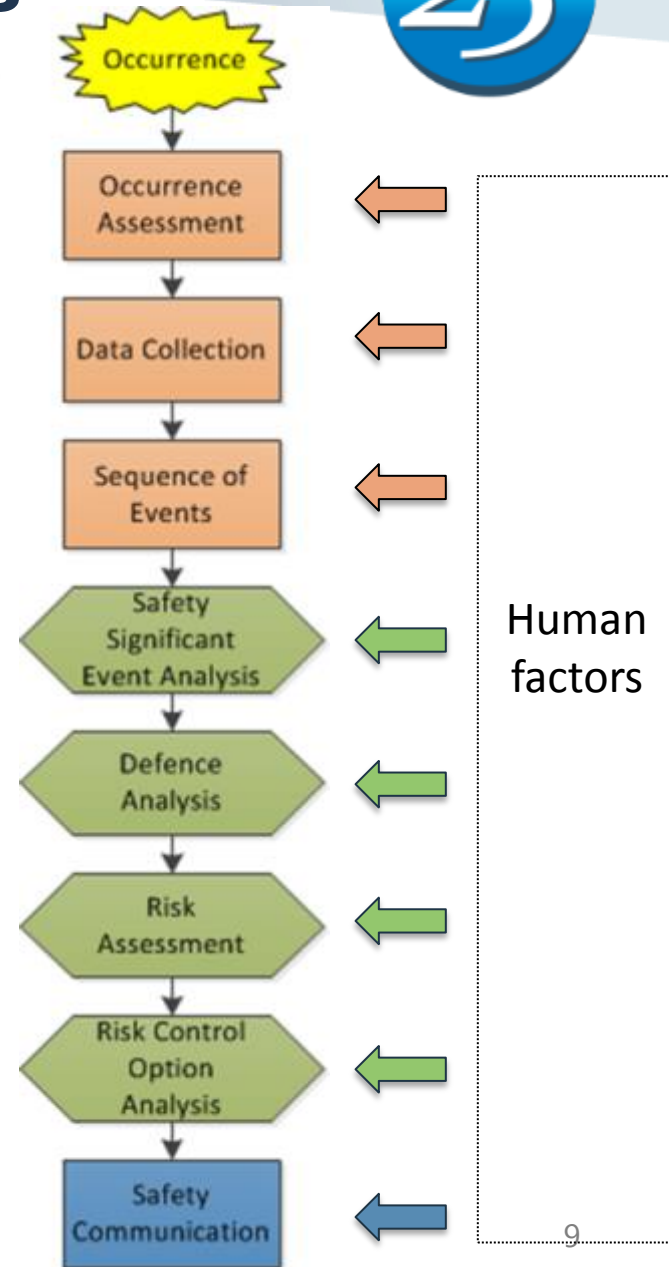 Occurrence
Occurrence
Assessment
Data Collection
Sequence of
Events
Safety
Significant
Event Analysis
Defence
Analysis
Risk
Assessment
Risk Control
Option
Analysis
Safety
Communication
Human
factors
9